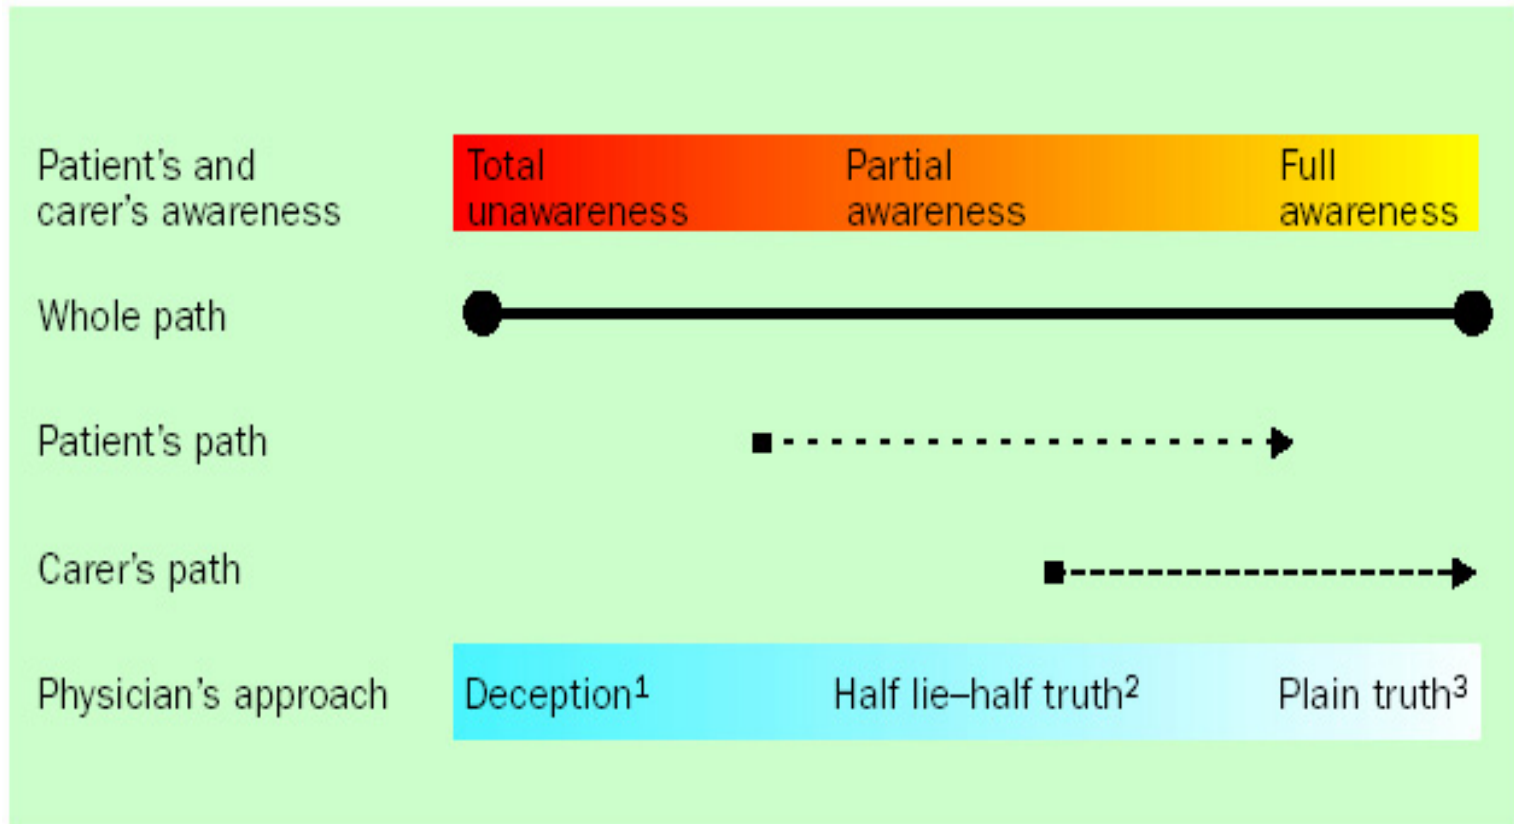 Patient’s and
carer’s awareness
Total
unawareness
Partial
awareness
Full
awareness
Whole path
Patient’s path
Carer’s path
Physician’s approach
Deception¹
Half lie–half truth²
Plain truth³